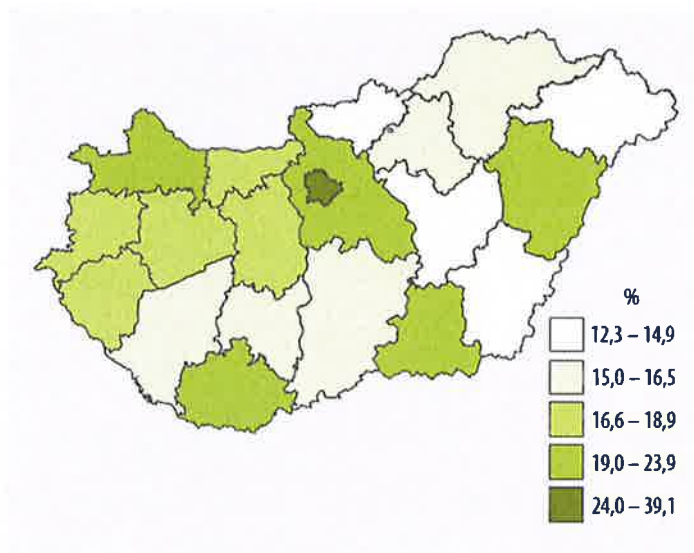 %
12,3 – 14,9
15,0 – 16,5
16,6 – 18,9
19,0 – 23,9
24,0 – 39,1